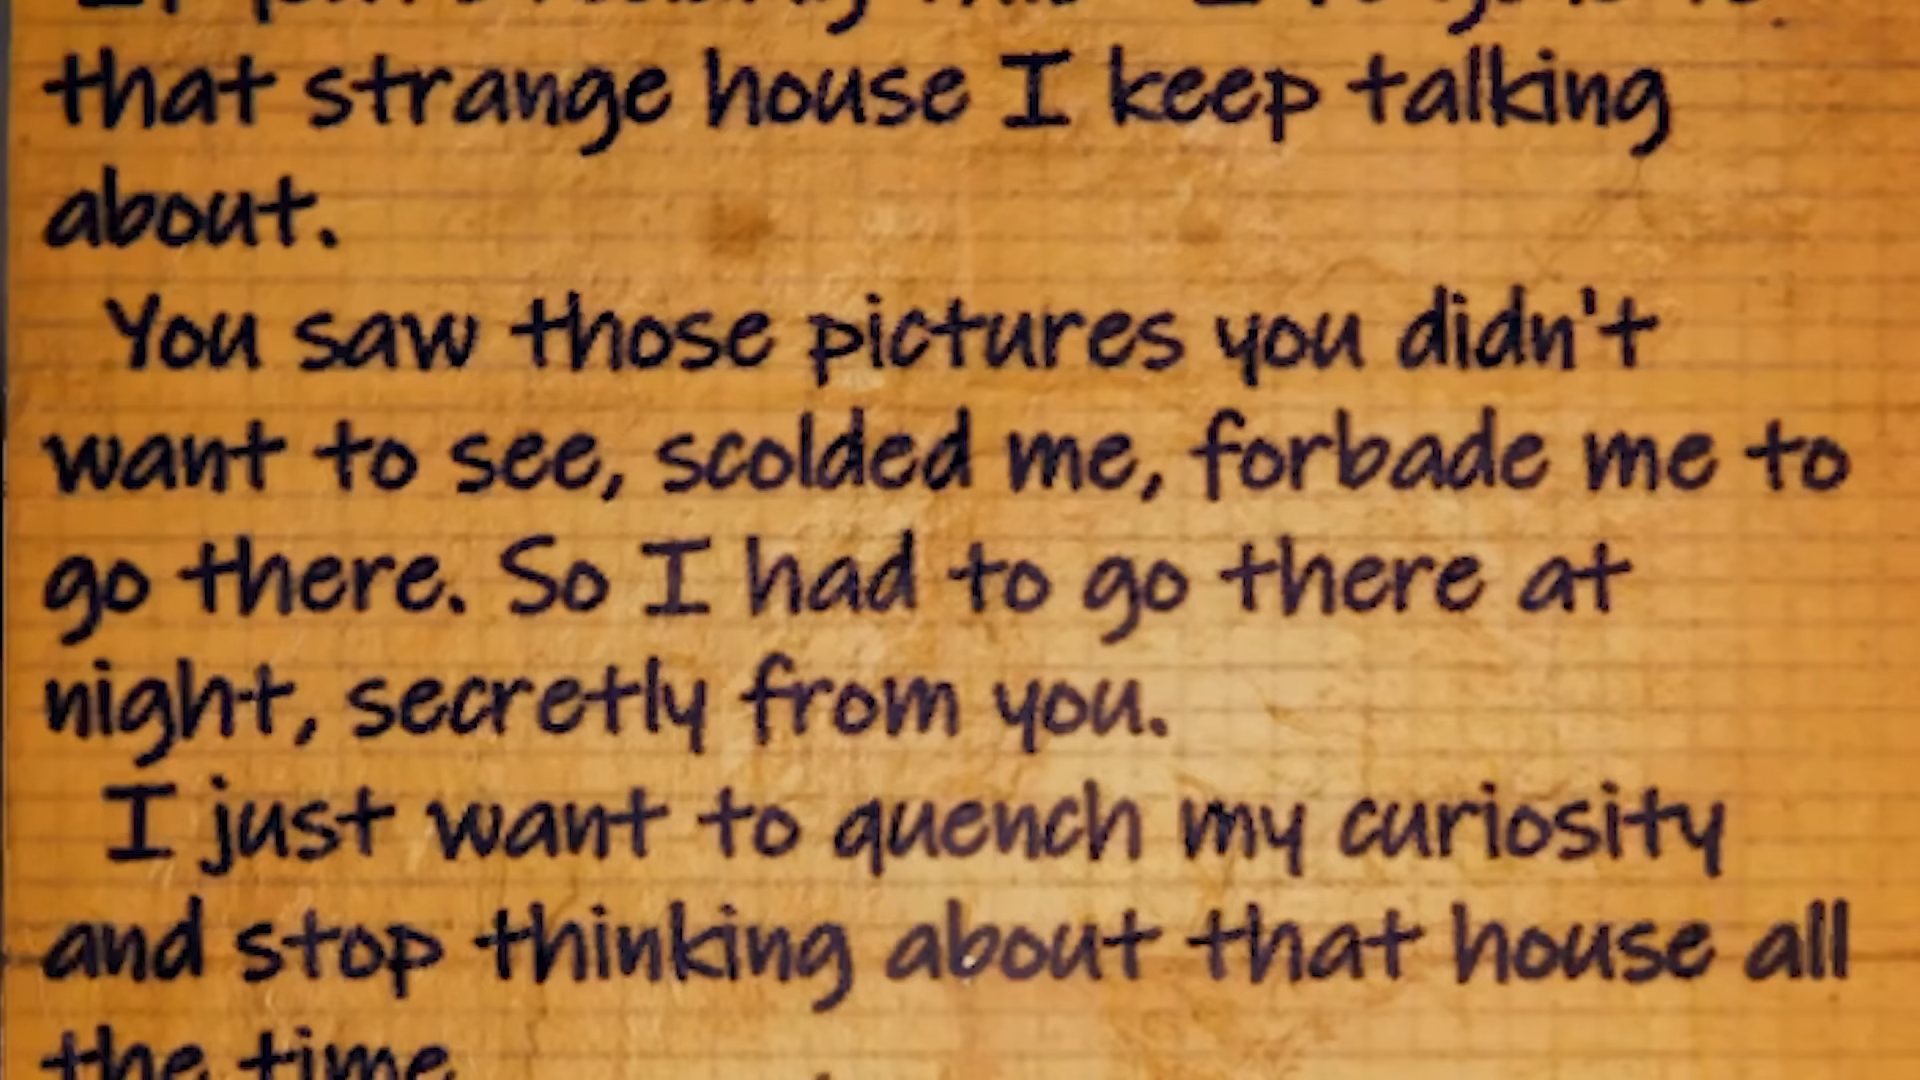 that strange house I keep talking
about.
You saw those pictures you didn't
want to see, scolded me, forbade me to
go there. So I had to go there at
night, secretly from you.
I just want to quench my curiosity
and stop thinking about that house all
the time